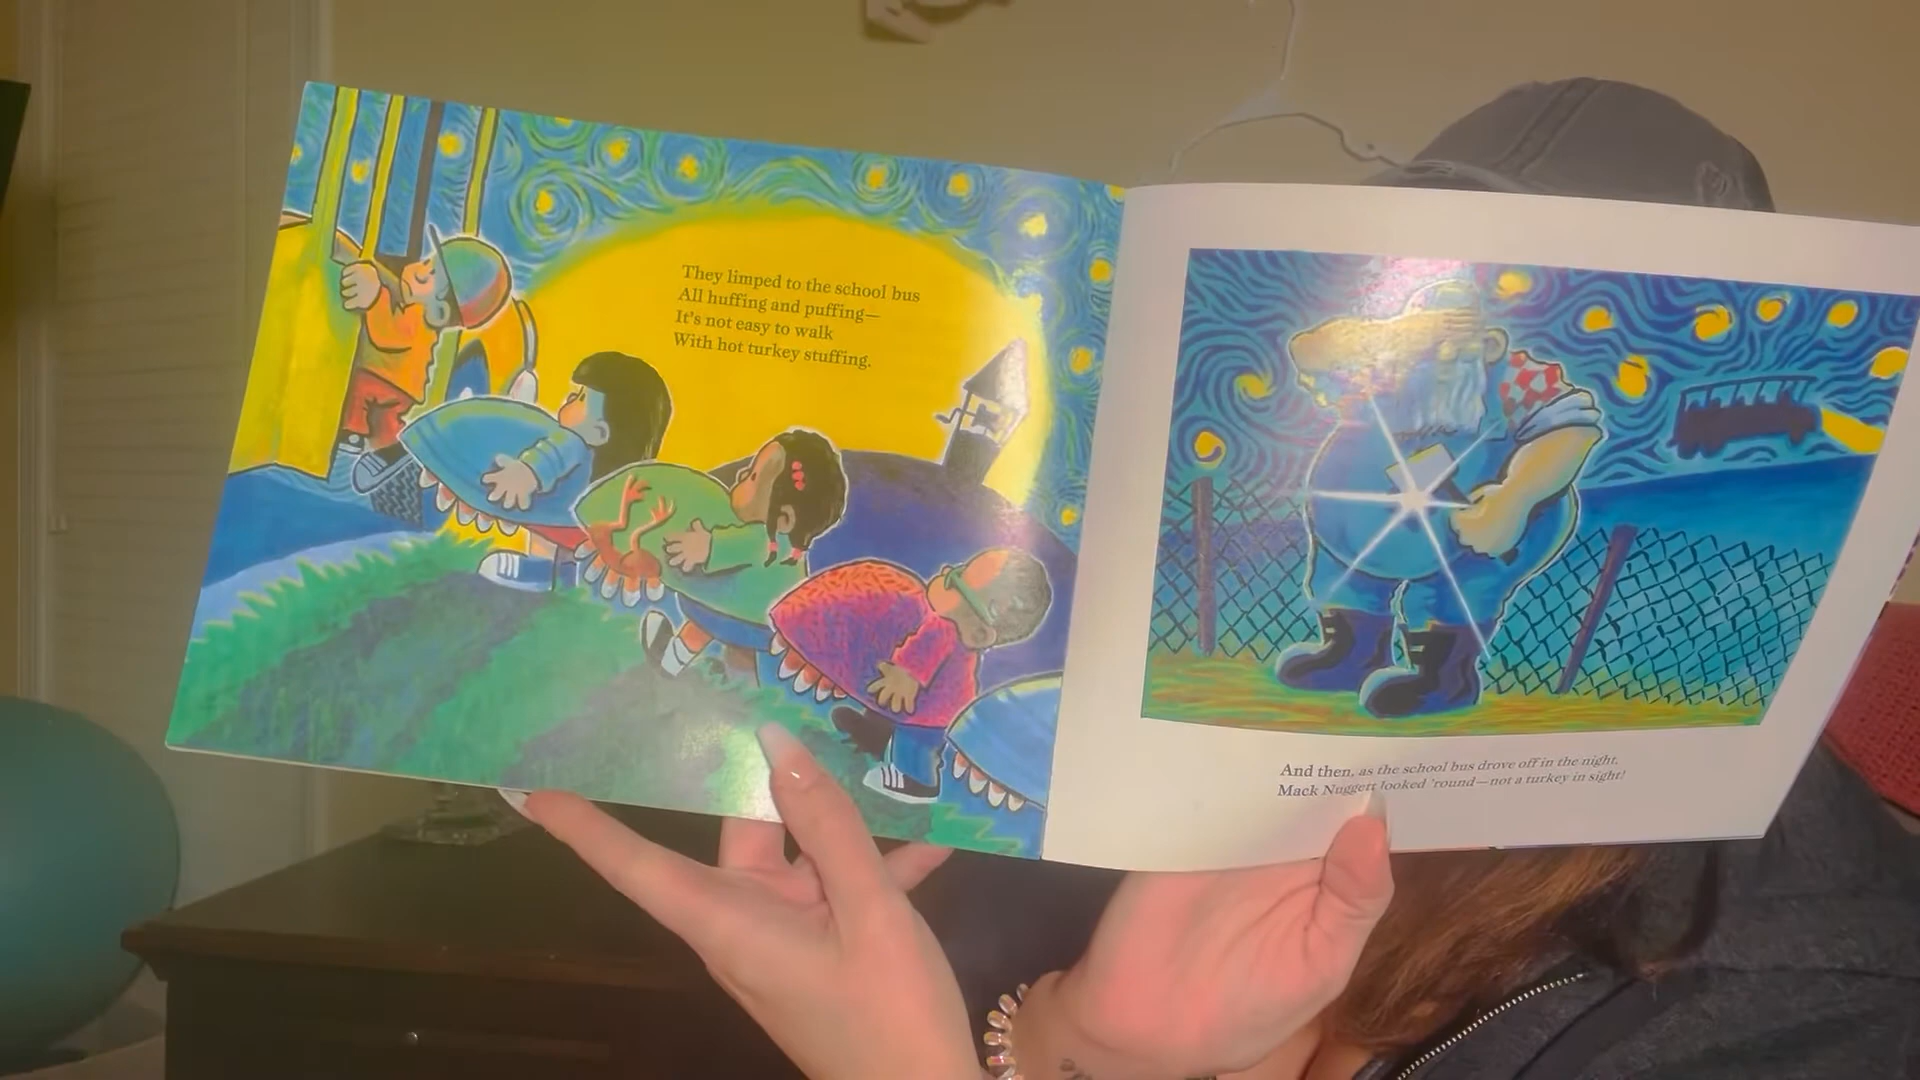 They limped to the school bus
All huffing and puffing—
It's not easy to walk
With hot turkey stuffing.
And then, as the school bus drove off in the night,
Mack Nuggett looked 'round—not a turkey in sight!